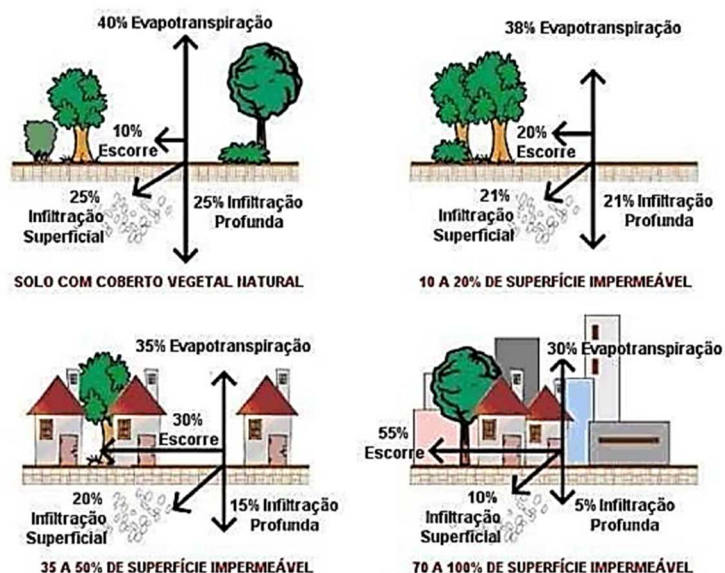 40% Evapotranspiração
10%
Escorre
25%
Infiltração
Superficial
25% Infiltração
Profunda
SOLO COM COBERTO VEGETAL NATURAL
38% Evapotranspiração
20%
Escorre
21%
Infiltração
Superficial
21% Infiltração
Profunda
10 A 20% DE SUPERFÍCIE IMPERMEÁVEL
35% Evapotranspiração
30%
Escorre
20%
Infiltração
Superficial
15% Infiltração
Profunda
35 A 50% DE SUPERFÍCIE IMPERMEÁVEL
30% Evapotranspiração
55%
Escorre
10%
Infiltração
Superficial
5% Infiltração
Profunda
70 A 100% DE SUPERFÍCIE IMPERMEÁVEL